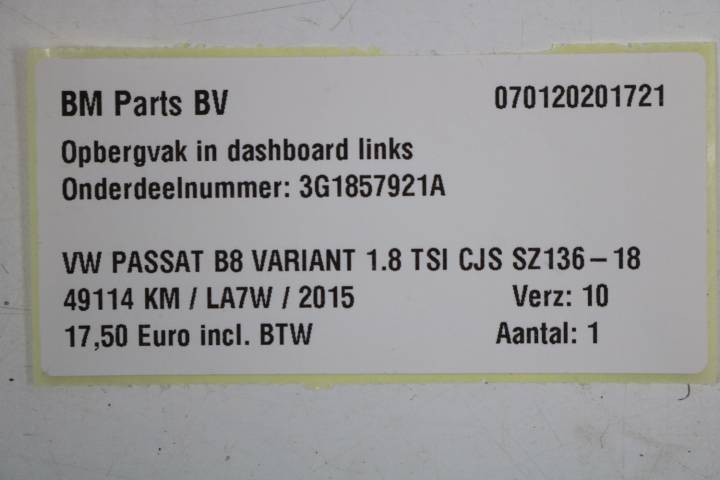 BM Parts BV 070120201721
Opbergvak in dashboard links
Onderdeelnummer: 3G1857921A
VW PASSAT B8 VARIANT 1.8 TSI CJS SZ136-18
49114 KM / LA7W / 2015 Verz: 10
17,50 Euro incl. BTW Aantal: 1